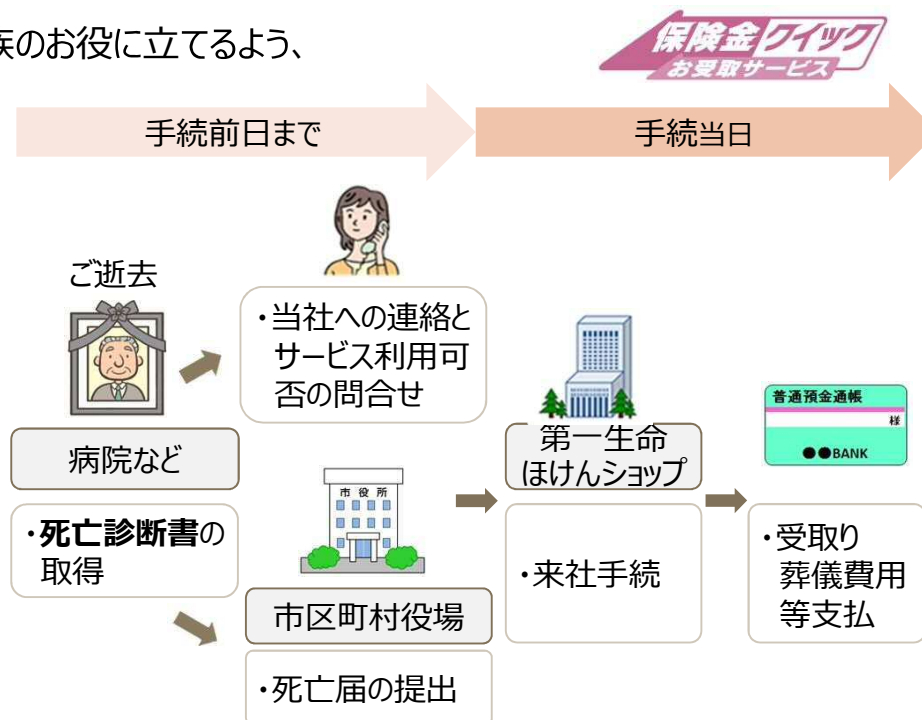 族のお役に立てるよう、
保険金クイック
お受取サービス
手続前日まで
手続当日
ご逝去
・当社への連絡と
サービス利用可
否の問合せ
病院など
・死亡診断書の
取得
市役所
市区町村役場
・死亡届の提出
第一生命
ほけんショップ
・来社手続
普通預金通帳
様
●●BANK
・受取り
葬儀費用
等支払